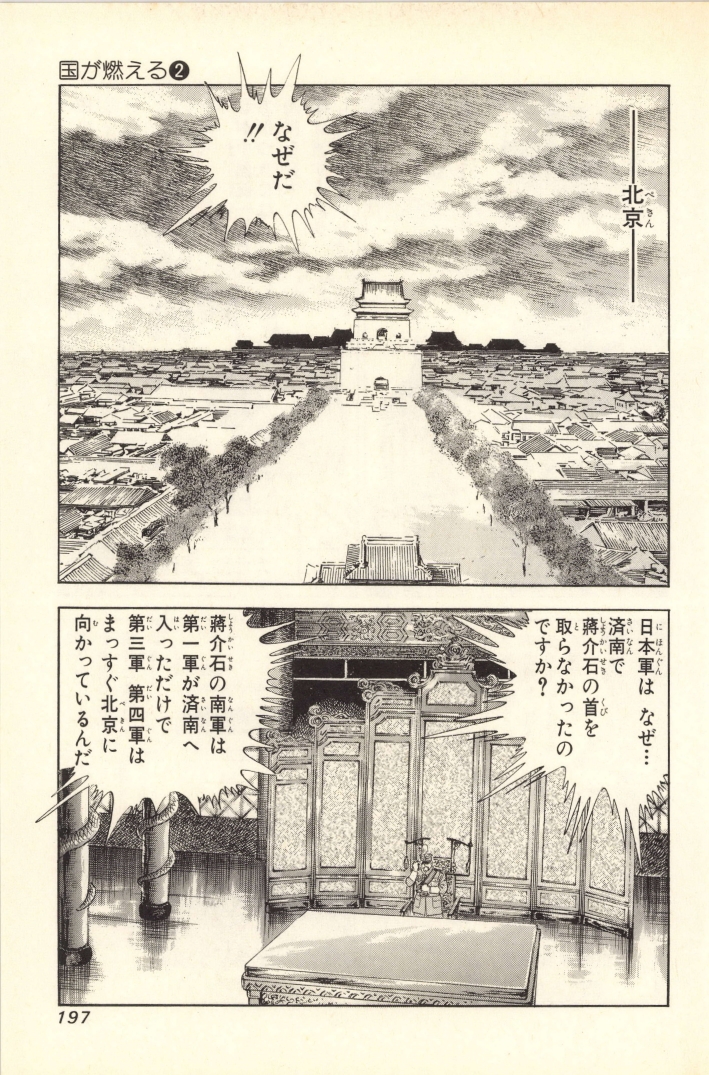 国が燃える❷
北京
なぜだ
!!
日本軍は なぜ…
済南で
蔣介石の首を
取らなかったの
ですか?
蔣介石の南軍は
第一軍が済南へ
入っただけで
第三軍 第四軍は
まっすぐ北京に
向かっているんだ
197